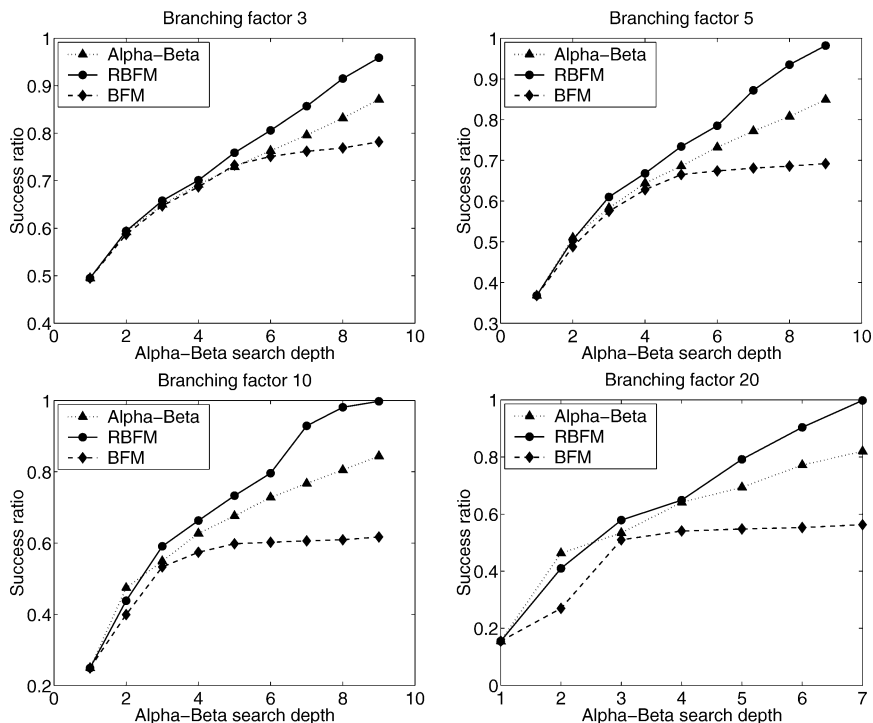 Branching factor 3
1
0.9
0.8
0.7
0.6
0.5
0.4
Success ratio
Alpha−Beta
RBFM
BFM
0 2 4 6 8 10
Alpha−Beta search depth
Branching factor 5
1
0.9
0.8
0.7
0.6
0.5
0.4
0.3
Success ratio
Alpha−Beta
RBFM
BFM
0 2 4 6 8 10
Alpha−Beta search depth
Branching factor 10
1
0.8
0.6
0.4
0.2
Success ratio
Alpha−Beta
RBFM
BFM
0 2 4 6 8 10
Alpha−Beta search depth
Branching factor 20
1
0.8
0.6
0.4
0.2
0
Success ratio
Alpha−Beta
RBFM
BFM
1 2 3 4 5 6 7
Alpha−Beta search depth